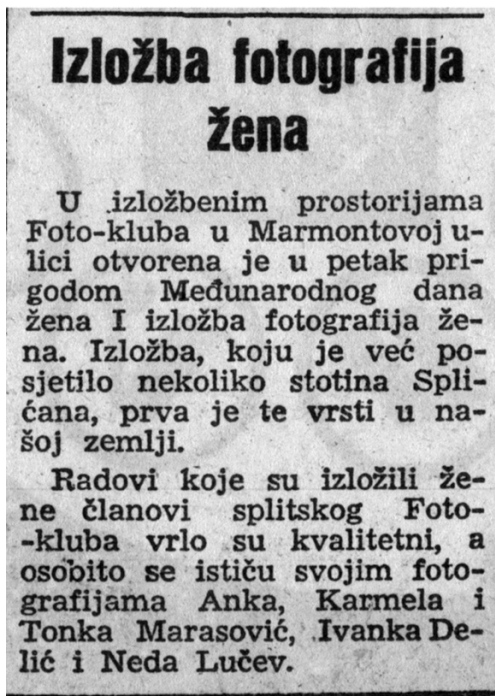 Izložba fotografija
žena
U izložbenim prostorijama
Foto-kluba u Marmontovoj u-
lici otvorena je u petak pri-
godom Međunarodnog dana
žena I izložba fotografija že-
na. Izložba, koju je već po-
sjetilo nekoliko stotina Spli-
ćana, prva je te vrsti u na-
šoj zemlji.
Radovi koje su izložili že-
ne članovi splitskog Foto-
-kluba vrlo su kvalitetni, a
osobito se ističu svojim foto-
grafijama Anka, Karmela i
Tonka Marasović, Ivanka De-
lić i Neda Lučev.